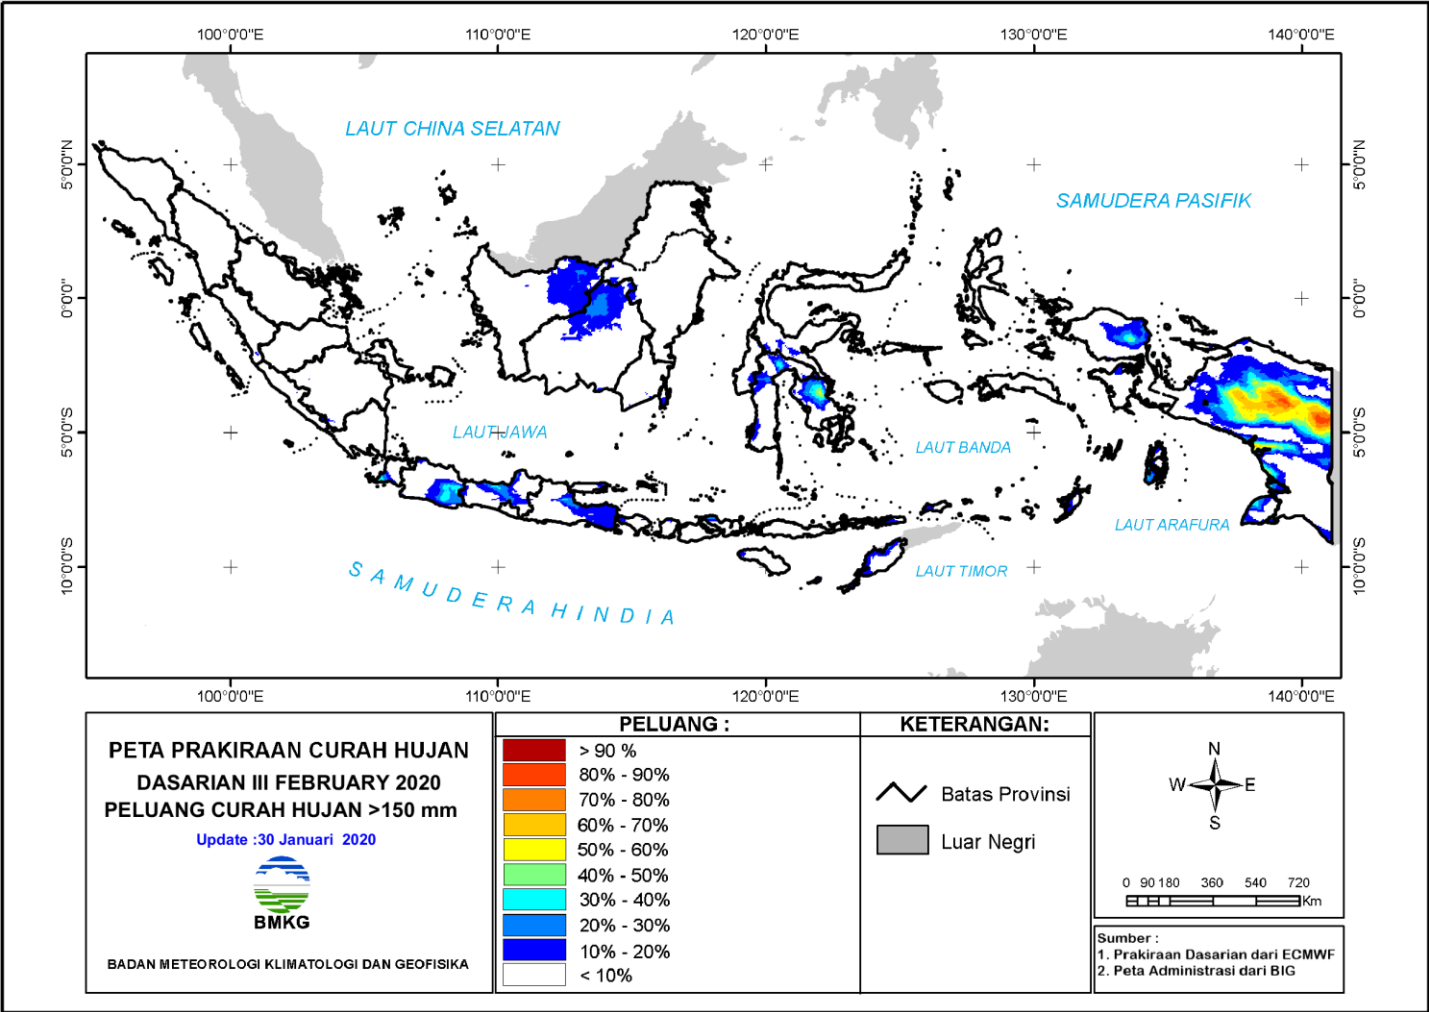 100°0'0"E 110°0'0"E 120°0'0"E 130°0'0"E 140°0'0"E
5°0'0"N
0°0'0"
5°0'0"S
10°0'0"S
LAUT CHINA SELATAN
SAMUDERA PASIFIK
LAUT JAWA
LAUT BANDA
LAUT ARAFURA
LAUT TIMOR
SAMUDERA HINDIA
5°0'0"N
0°0'0"
5°0'0"S
10°0'0"S
100°0'0"E 110°0'0"E 120°0'0"E 130°0'0"E 140°0'0"E
PETA PRAKIRAAN CURAH HUJAN
DASARIAN III FEBRUARY 2020
PELUANG CURAH HUJAN >150 mm
Update :30 Januari 2020
BMKG
BADAN METEOROLOGI KLIMATOLOGI DAN GEOFISIKA
PELUANG :
> 90 %
80% - 90%
70% - 80%
60% - 70%
50% - 60%
40% - 50%
30% - 40%
20% - 30%
10% - 20%
< 10%
KETERANGAN:
Batas Provinsi
Luar Negri
N
W E
S
0 90 180 360 540 720
Km
Sumber :
1. Prakiraan Dasarian dari ECMWF
2. Peta Administrasi dari BIG